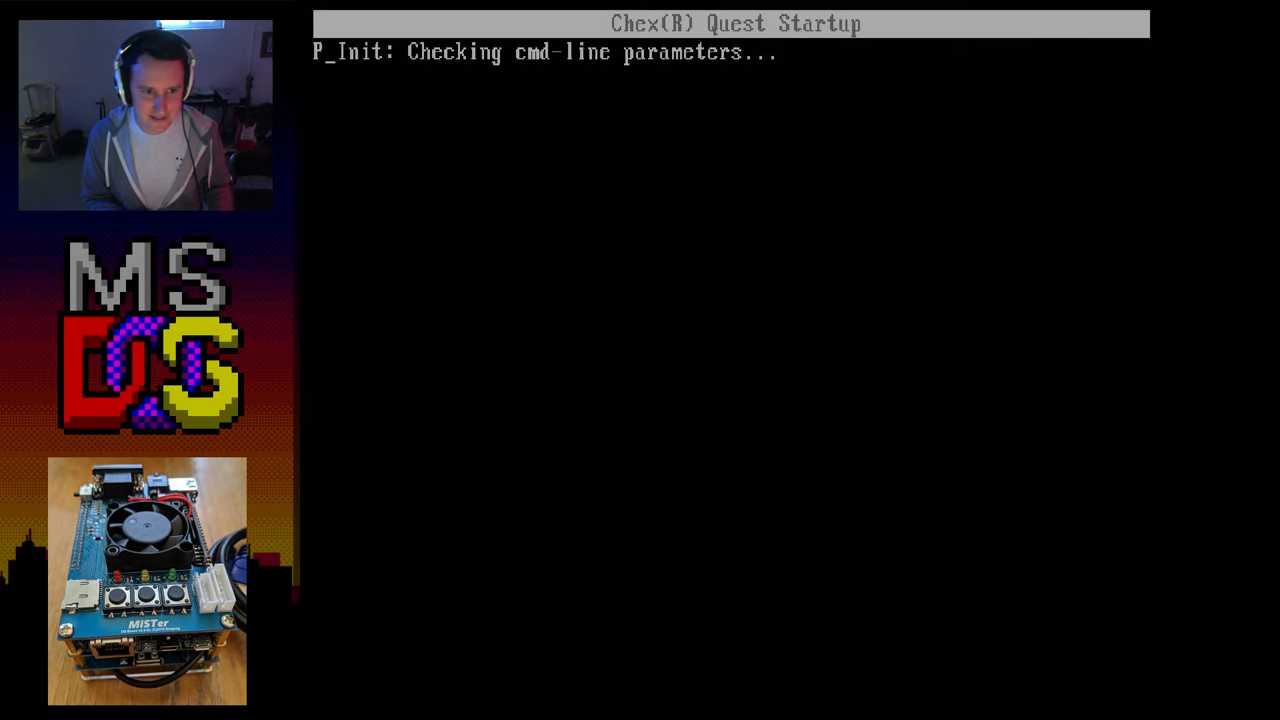 Chex(R) Quest Startup
P_Init: Checking cmd-line parameters...
MS
DOS
MiSTer